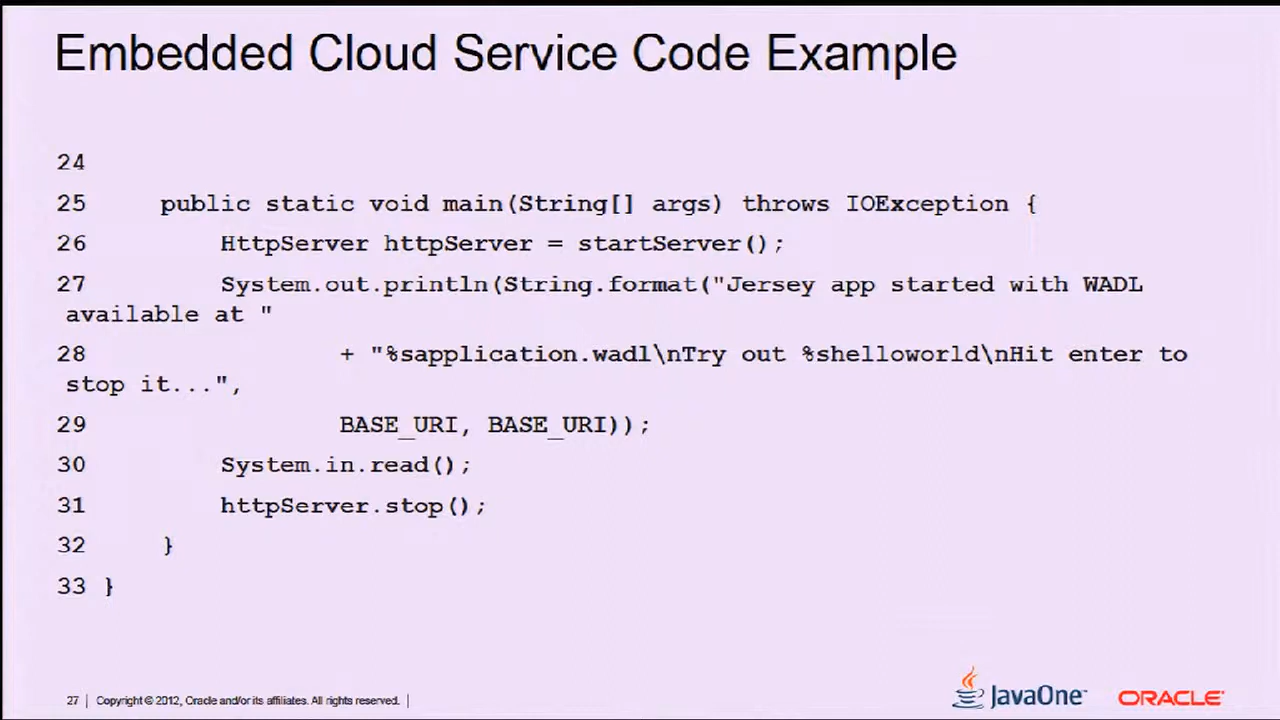 Embedded Cloud Service Code Example
24
25 public static void main(String[] args) throws IOException {
26 HttpServer httpServer = startServer();
27 System.out.println(String.format("Jersey app started with WADL
available at "
28 + "%sapplication.wadl\nTry out %shelloworld\nHit enter to
stop it...",
29 BASE_URI, BASE_URI));
30 System.in.read();
31 httpServer.stop();
32 }
33 }
27 | Copyright © 2012, Oracle and/or its affiliates. All rights reserved. |
JavaOne ORACLE